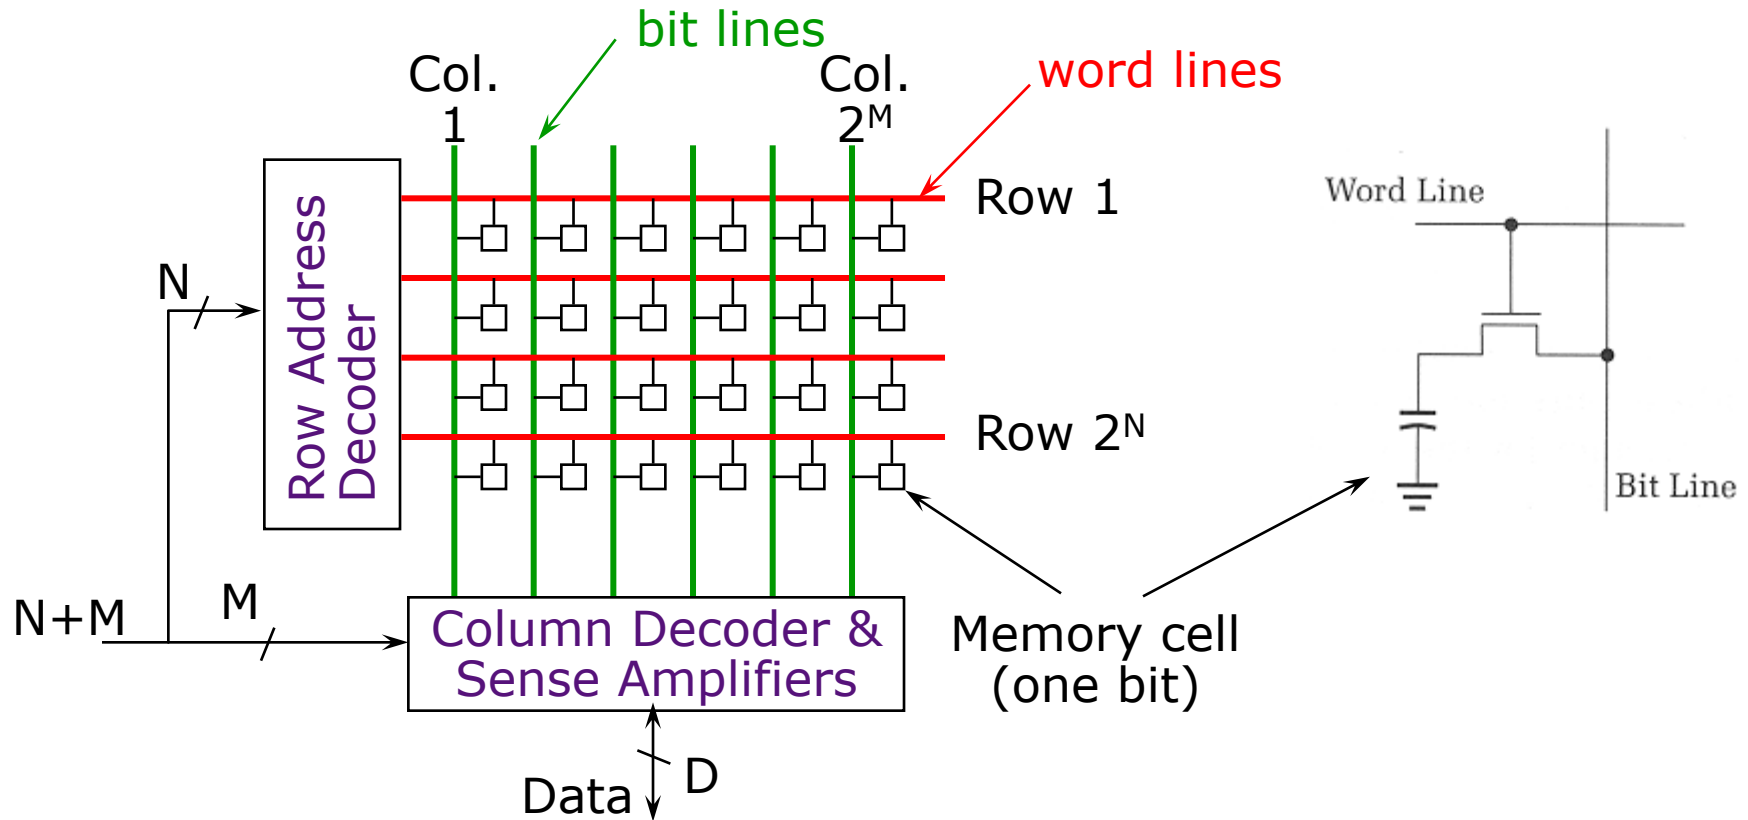 bit lines
Col.
1
Col.
2ᴹ
word lines
Row 1
Word Line
N
Row Address
Decoder
Row 2ᴺ
Bit Line
N+M
M
Column Decoder &
Sense Amplifiers
Memory cell
(one bit)
D
Data